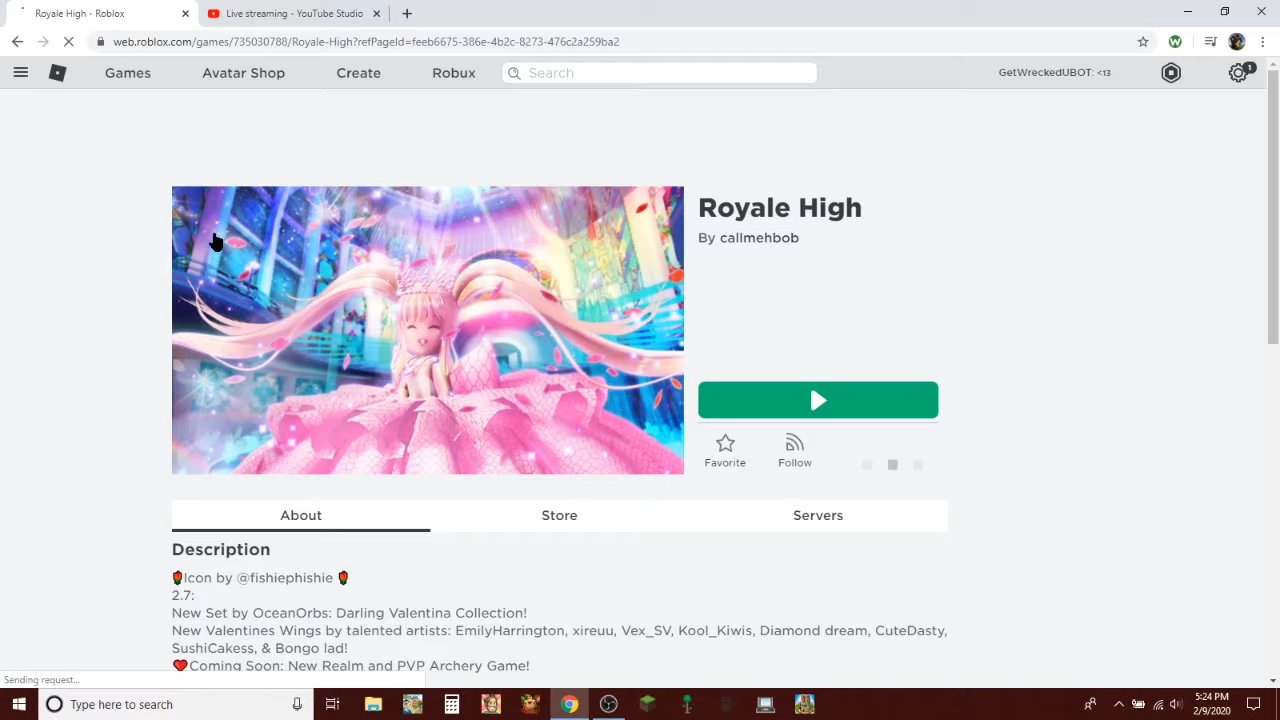 Royale High - Roblox
Live streaming - YouTube Studio
web.roblox.com/games/735030788/Royale-High?refPageId=feeb6675-386e-4b2c-8273-476c2a259ba2
Games
Avatar Shop
Create
Robux
Search
GetWreckedUBOT: <13
1
Royale High
By callmehbob
Favorite
Follow
About
Store
Servers
Description
🌹Icon by @fishiephishie 🌹
2.7:
New Set by OceanOrbs: Darling Valentina Collection!
New Valentines Wings by talented artists: EmilyHarrington, xireuu, Vex_SV, Kool_Kiwis, Diamond dream, CuteDasty,
SushiCakess, & Bongo lad!
❤️Coming Soon: New Realm and PVP Archery Game!
Sending request...
Type here to search
5:24 PM
2/9/2020